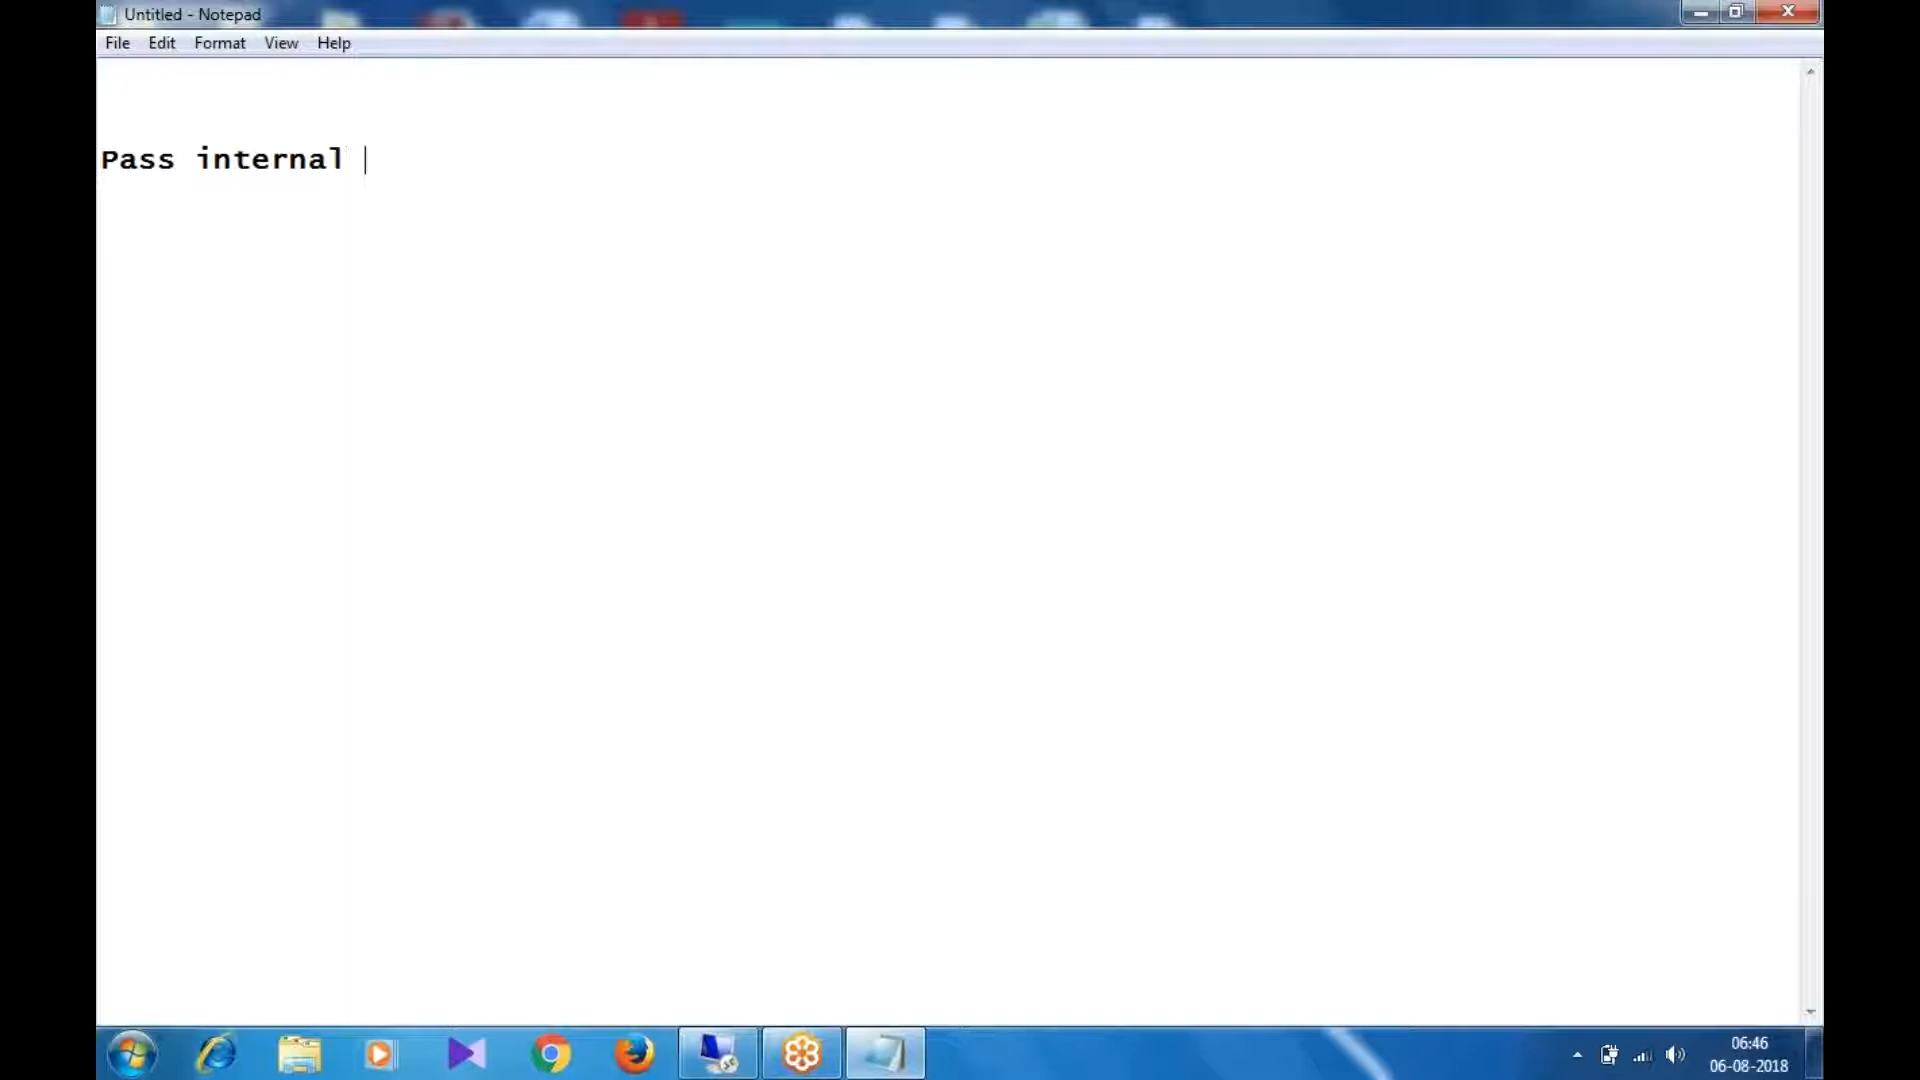 Untitled - Notepad
File Edit Format View Help
Pass internal
06:46
06-08-2018